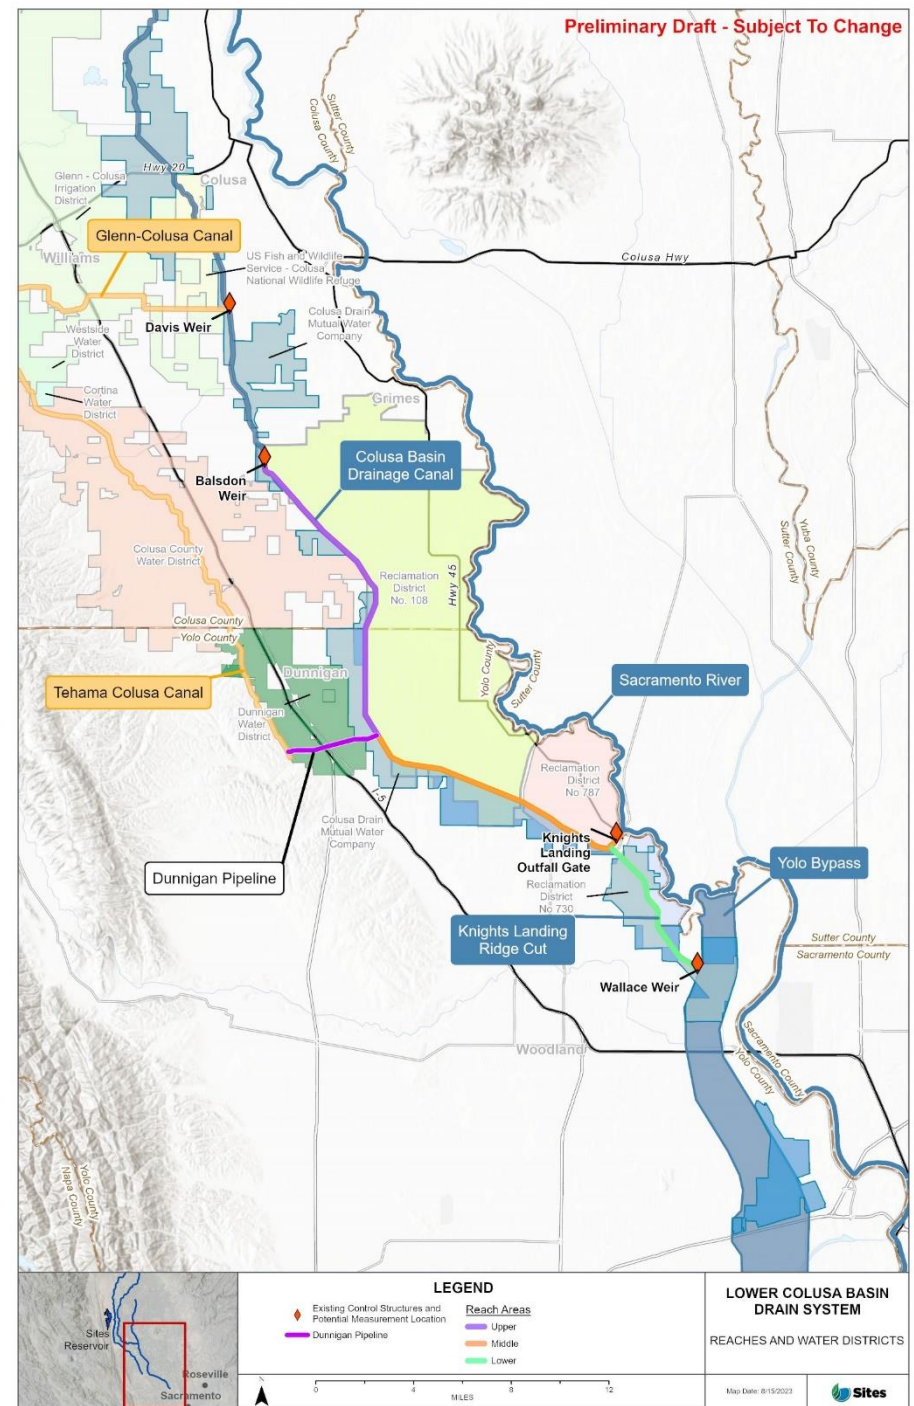 Preliminary Draft - Subject To Change
Sutter County
Colusa County
Hwy 20
Glenn - Colusa
Irrigation
District
Colusa
Glenn-Colusa Canal
Williams
US Fish and Wildlife
Service - Colusa
National Wildlife Refuge
Colusa Hwy
Davis Weir
Colusa Drain
Mutual Water
Company
Westside
Water
District
Cortina
Water
District
Grimes
Colusa Basin
Drainage Canal
Balsdon
Weir
Colusa County
Water District
Reclamation
District
No. 108
Hwy 45
Yuba County
Sutter County
Colusa County
Yolo County
Dunnigan
Yolo County
Sutter County
Sacramento River
Tehama Colusa Canal
Dunnigan
Water
District
Reclamation
District
No 787
I-5
Colusa Drain
Mutual Water
Company
Knights
Landing
Outfall Gate
Dunnigan Pipeline
Yolo Bypass
Reclamation
District
No 730
Knights Landing
Ridge Cut
Sutter County
Sacramento County
Wallace Weir
Woodland
Sacramento County
Yolo County
Yolo County
Napa County
Sites
Reservoir
Roseville
Sacramento
LEGEND
Existing Control Structures and
Potential Measurement Location
Dunnigan Pipeline
Reach Areas
Upper
Middle
Lower
N
0 4 8 12
MILES
LOWER COLUSA BASIN
DRAIN SYSTEM
REACHES AND WATER DISTRICTS
Map Date: 8/15/2023
Sites